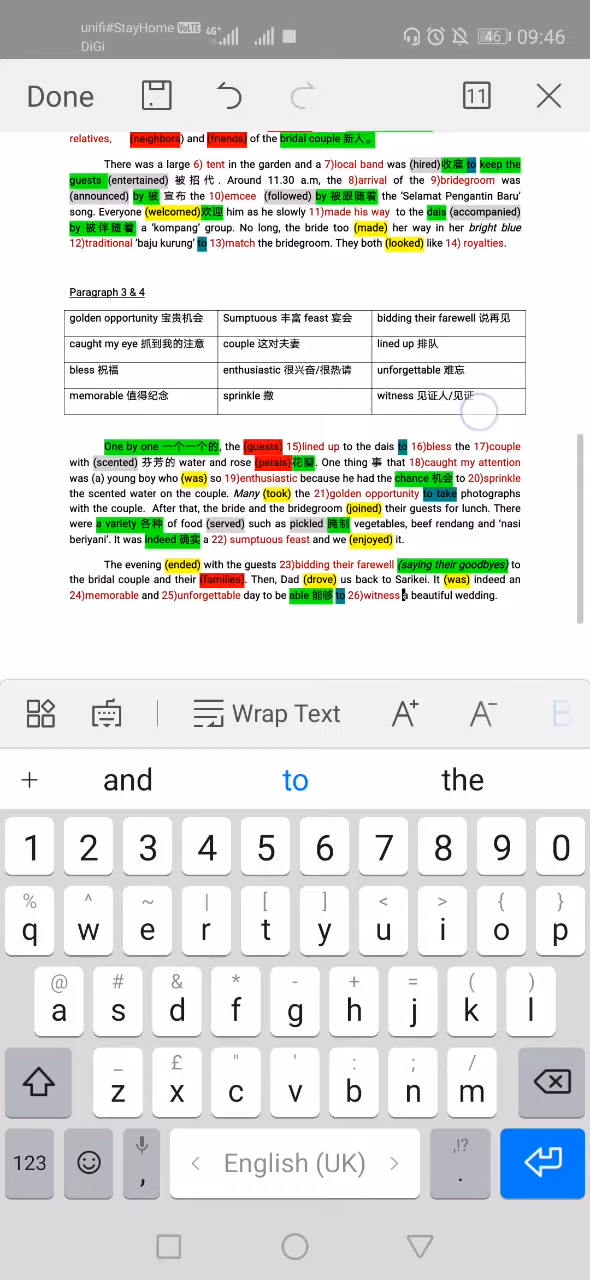 unifi#StayHome VoLTE 4G+ 46 09:46
DiGi
Done 11
relatives, (neighbors) and (friends) of the bridal couple 新人。
There was a large 6) tent in the garden and a 7)local band was (hired)收雇 to keep the
guests (entertained) 被 招 代 . Around 11.30 a.m, the 8)arrival of the 9)bridegroom was
(announced) by 被 宣布 the 10)emcee (followed) by 被跟随着 the ‘Selamat Pengantin Baru’
song. Everyone (welcomed)欢迎 him as he slowly 11)made his way to the dais (accompanied)
by 被伴随着 a ‘kompang’ group. No long, the bride too (made) her way in her bright blue
12)traditional ‘baju kurung’ to 13)match the bridegroom. They both (looked) like 14) royalties.
Paragraph 3 & 4
golden opportunity 宝贵机会 Sumptuous 丰富 feast 宴会 bidding their farewell 说再见
caught my eye 抓到我的注意 couple 这对夫妻 lined up 排队
bless 祝福 enthusiastic 很兴奋/很热请 unforgettable 难忘
memorable 值得纪念 sprinkle 撒 witness 见证人/见证
One by one 一个一个的, the (guests) 15)lined up to the dais to 16)bless the 17)couple
with (scented) 芬芳的 water and rose (petals)花瓣. One thing 事 that 18)caught my attention
was (a) young boy who (was) so 19)enthusiastic because he had the chance 机会 to 20)sprinkle
the scented water on the couple. Many (took) the 21)golden opportunity to take photographs
with the couple. After that, the bride and the bridegroom (joined) their guests for lunch. There
were a variety 各种 of food (served) such as pickled 腌制 vegetables, beef rendang and ‘nasi
beriyani’. It was indeed 确实 a 22) sumptuous feast and we (enjoyed) it.
The evening (ended) with the guests 23)bidding their farewell (saying their goodbyes) to
the bridal couple and their (families). Then, Dad (drove) us back to Sarikei. It (was) indeed an
24)memorable and 25)unforgettable day to be able 能够 to 26)witness a beautiful wedding.
Wrap Text A+ A- B
+ and to the
1 2 3 4 5 6 7 8 9 0
% ^ ~ | [ ] < > { }
q w e r t y u i o p
@ # & * - + = ( )
a s d f g h j k l
_ £ " ' : ; /
z x c v b n m
123 , < English (UK) > ,!? .